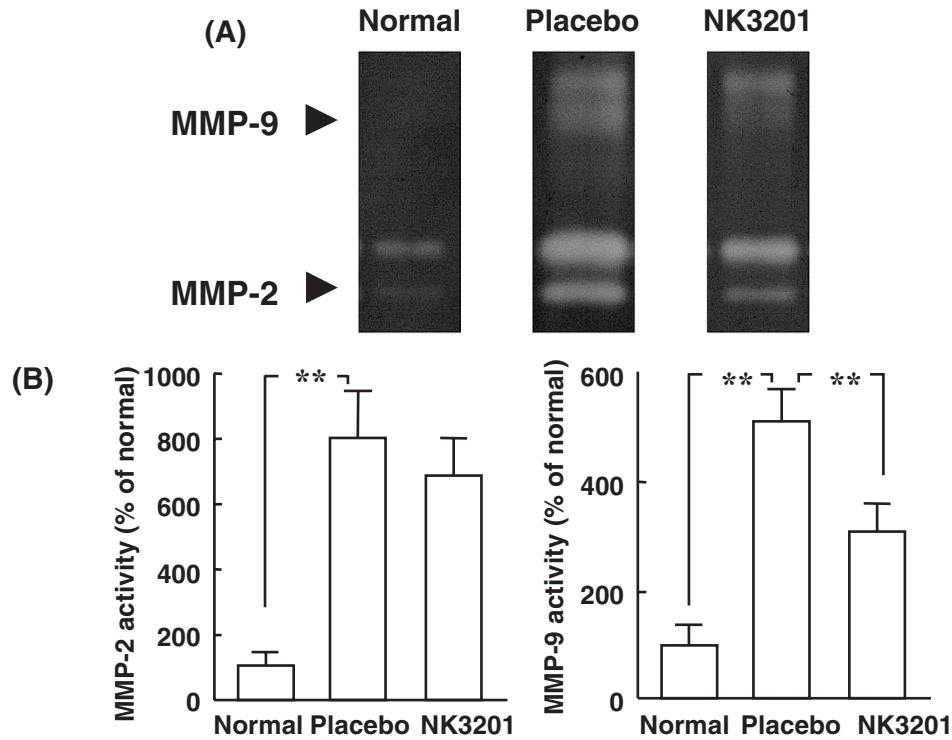 (A)
Normal Placebo NK3201
MMP-9
MMP-2
(B)
MMP-2 activity (% of normal)
1000
800
600
400
200
0
**
Normal Placebo NK3201
MMP-9 activity (% of normal)
600
400
200
0
** **
Normal Placebo NK3201